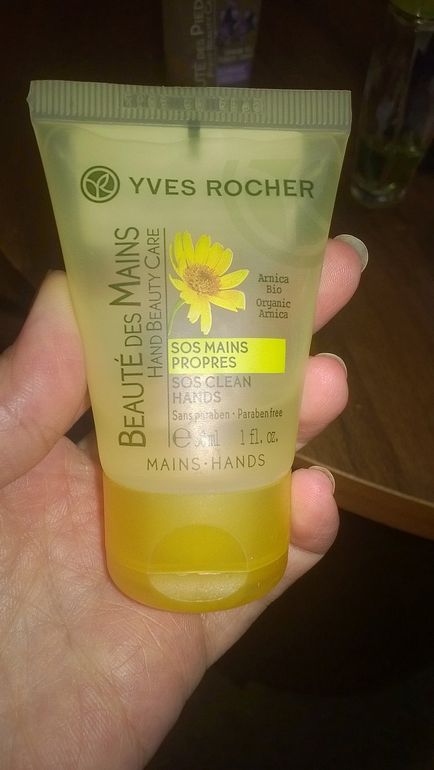 YVES ROCHER
BEAUTÉ DES MAINS
HAND BEAUTY CARE
Arnica
Bio
Organic
Arnica
SOS MAINS
PROPRES
SOS CLEAN
HANDS
Sans paraben · Paraben free
℮ ml 1 fl. oz.
MAINS · HANDS